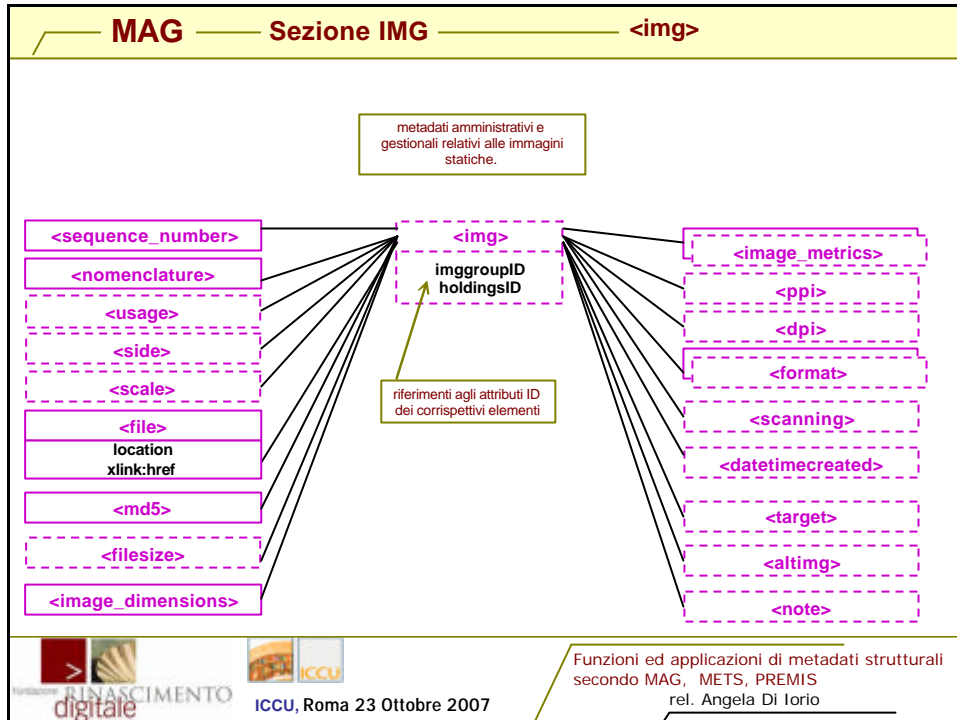 MAG Sezione IMG <img>
metadati amministrativi e
gestionali relativi alle immagini
statiche.
<sequence_number>
<nomenclature>
<usage>
<side>
<scale>
<file>
location
xlink:href
<md5>
<filesize>
<image_dimensions>
<img>
imggroupID
holdingsID
riferimenti agli attributi ID
dei corrispettivi elementi
<image_metrics>
<ppi>
<dpi>
<format>
<scanning>
<datetimecreated>
<target>
<altimg>
<note>
Fondazione RINASCIMENTO
digitale
ICCU
ICCU, Roma 23 Ottobre 2007
Funzioni ed applicazioni di metadati strutturali
secondo MAG, METS, PREMIS
rel. Angela Di Iorio